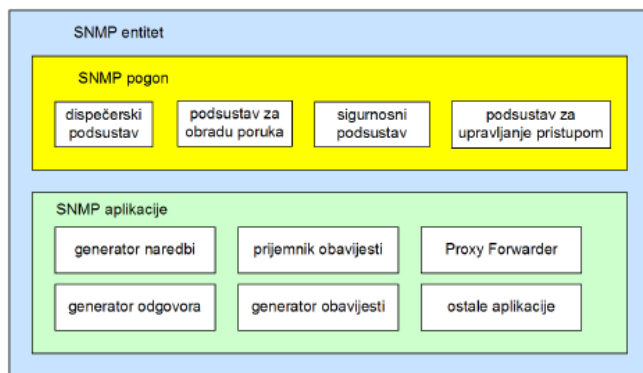 SNMP entitet
SNMP pogon
dispečerski
podsustav
podsustav za
obradu poruka
sigurnosni
podsustav
podsustav za
upravljanje pristupom
SNMP aplikacije
generator naredbi
prijemnik obavijesti
Proxy Forwarder
generator odgovora
generator obavijesti
ostale aplikacije